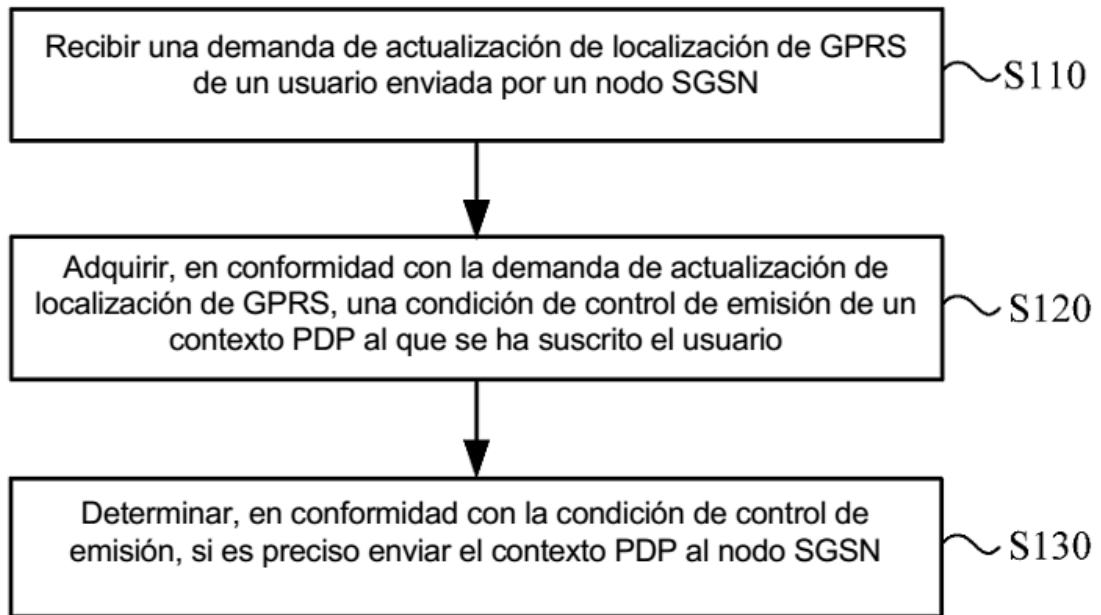 Recibir una demanda de actualización de localización de GPRS
de un usuario enviada por un nodo SGSN
S110
Adquirir, en conformidad con la demanda de actualización de
localización de GPRS, una condición de control de emisión de un
contexto PDP al que se ha suscrito el usuario
S120
Determinar, en conformidad con la condición de control de
emisión, si es preciso enviar el contexto PDP al nodo SGSN
S130